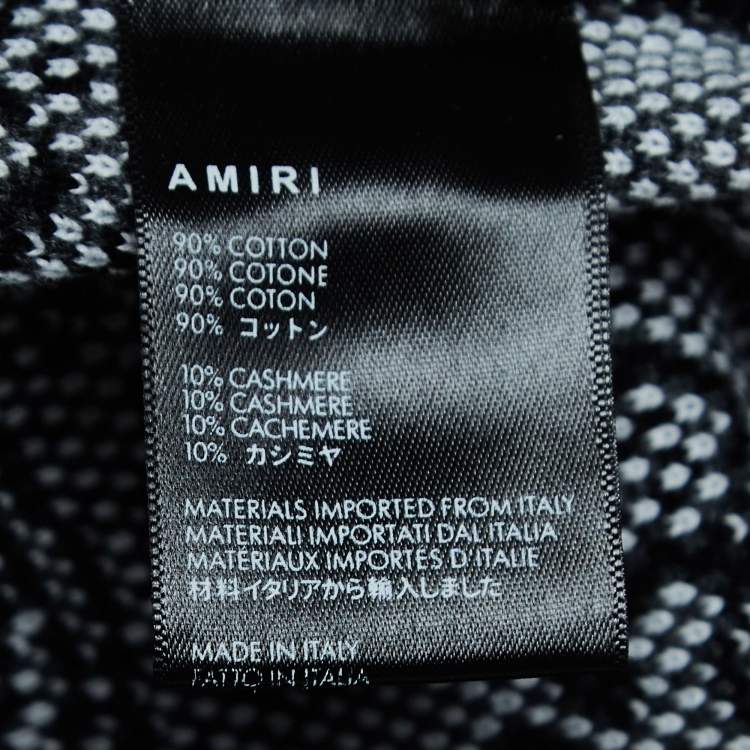 AMIRI
90% COTTON
90% COTONE
90% COTON
90% コットン
10% CASHMERE
10% CASHMERE
10% CACHEMERE
10% カシミヤ
MATERIALS IMPORTED FROM ITALY
MATERIALI IMPORTATI DAL ITALIA
MATÉRIAUX IMPORTES D'ITALIE
材料イタリアから輸入しました
MADE IN ITALY
FATTO IN ITALIA